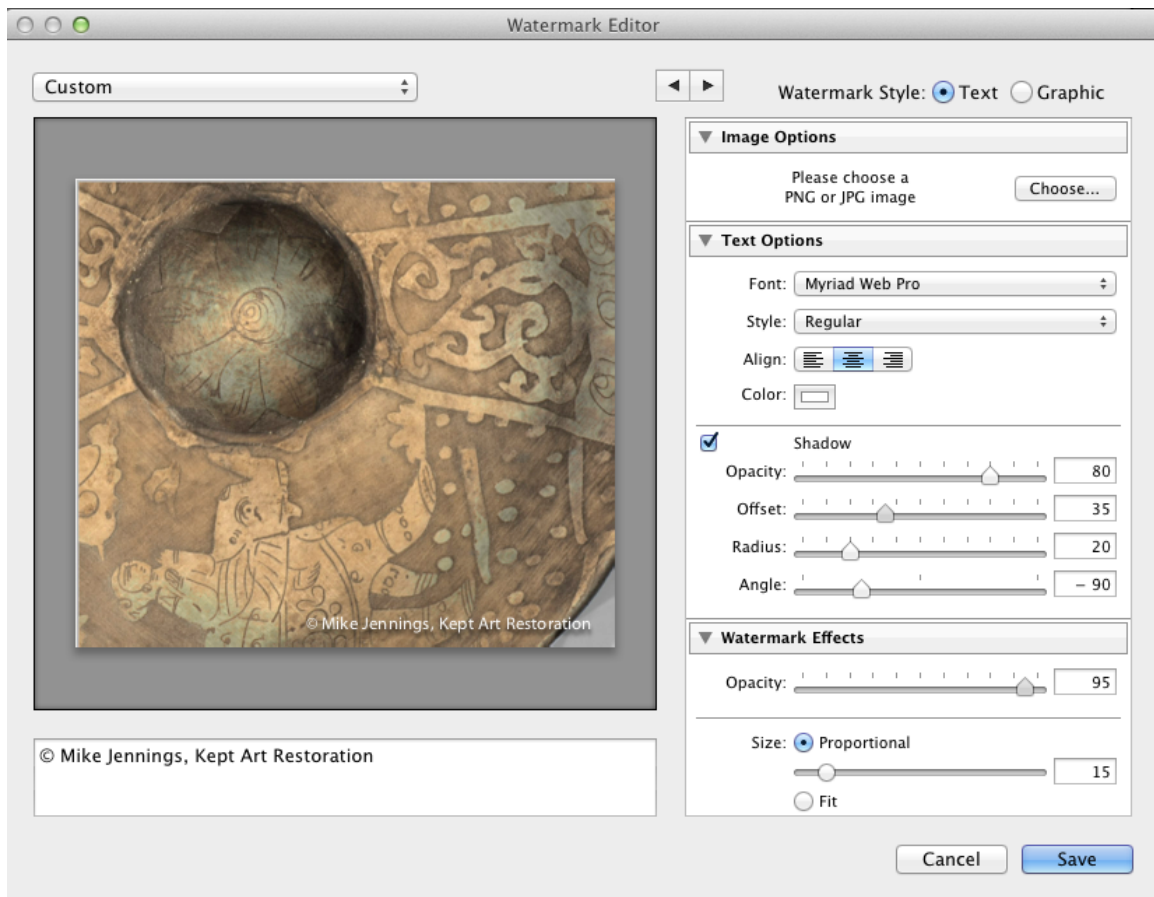 Watermark Editor
Custom
Watermark Style: Text Graphic
Image Options
Please choose a
PNG or JPG image
Choose...
Text Options
Font: Myriad Web Pro
Style: Regular
Align:
Color:
Shadow
Opacity: 80
Offset: 35
Radius: 20
Angle: – 90
© Mike Jennings, Kept Art Restoration
Watermark Effects
Opacity: 95
© Mike Jennings, Kept Art Restoration
Size: Proportional
15
Fit
Cancel Save